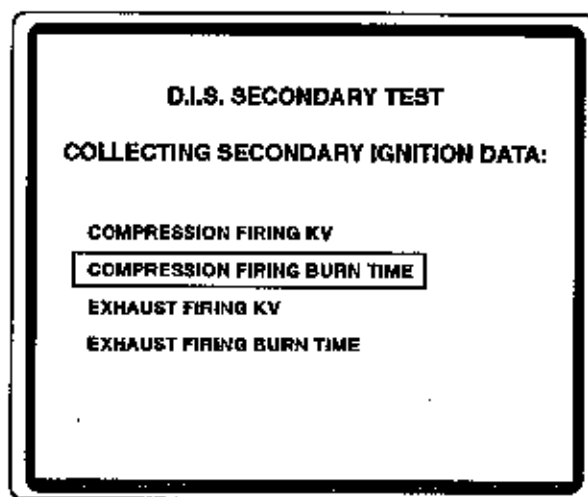 D.I.S. SECONDARY TEST
COLLECTING SECONDARY IGNITION DATA:
COMPRESSION FIRING KV
COMPRESSION FIRING BURN TIME
EXHAUST FIRING KV
EXHAUST FIRING BURN TIME